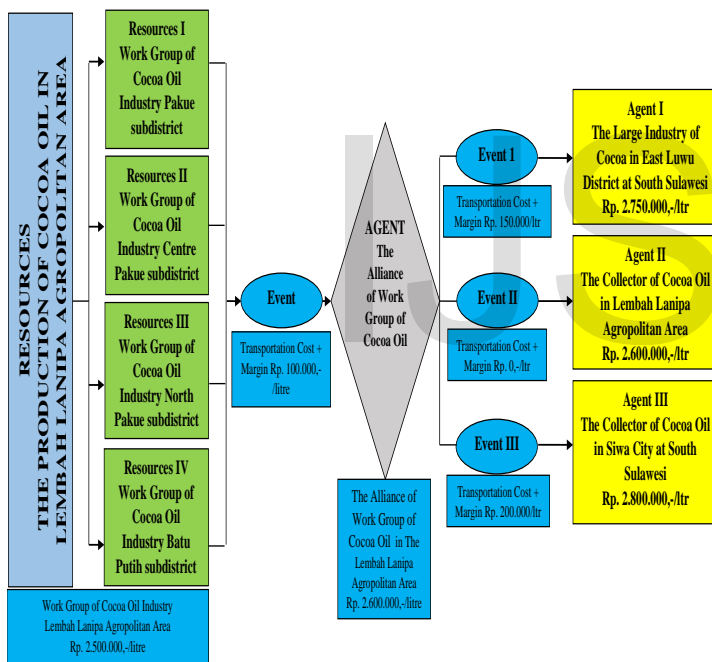 RESOURCES
THE PRODUCTION OF COCOA OIL IN
LEMBAH LANIPA AGROPOLITAN AREA
Resources I
Work Group of
Cocoa Oil
Industry Pakue
subdistrict
Resources II
Work Group of
Cocoa Oil
Industry Centre
Pakue subdistrict
Resources III
Work Group of
Cocoa Oil
Industry North
Pakue subdistrict
Resources IV
Work Group of
Cocoa Oil
Industry Batu
Putih subdistrict
Work Group of Cocoa Oil Industry
Lembah Lanipa Agropolitan Area
Rp. 2.500.000,-/litre
Event
Transportation Cost +
Margin Rp. 100.000,-
/litre
AGENT
The
Alliance
of Work
Group of
Cocoa Oil
The Alliance of
Work Group of
Cocoa Oil in The
Lembah Lanipa
Agropolitan Area
Rp. 2.600.000,-/litre
Event 1
Transportation Cost +
Margin Rp. 150.000/ltr
Event II
Transportation Cost +
Margin Rp. 0,-/ltr
Event III
Transportation Cost +
Margin Rp. 200.000/ltr
Agent I
The Large Industry of
Cocoa in East Luwu
District at South Sulawesi
Rp. 2.750.000,-/ltr
Agent II
The Collector of Cocoa Oil
in Lembah Lanipa
Agropolitan Area
Rp. 2.600.000,-/ltr
Agent III
The Collector of Cocoa Oil
in Siwa City at South
Sulawesi
Rp. 2.800.000,-/ltr
IJS